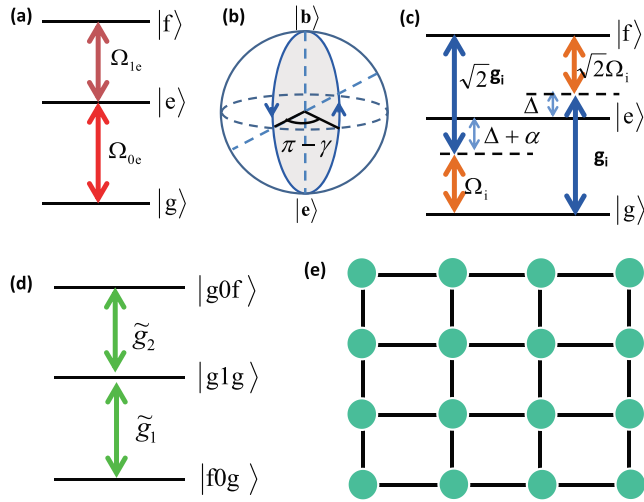 (a)
|f⟩
Ω₁ₑ
|e⟩
Ω₀ₑ
|g⟩
(b)
|b⟩
π − γ
|e⟩
(c)
|f⟩
√2gᵢ
√2Ωᵢ
Δ
|e⟩
Δ + α
gᵢ
Ωᵢ
|g⟩
(d)
|g0f⟩
g̃₂
|g1g⟩
g̃₁
|f0g⟩
(e)